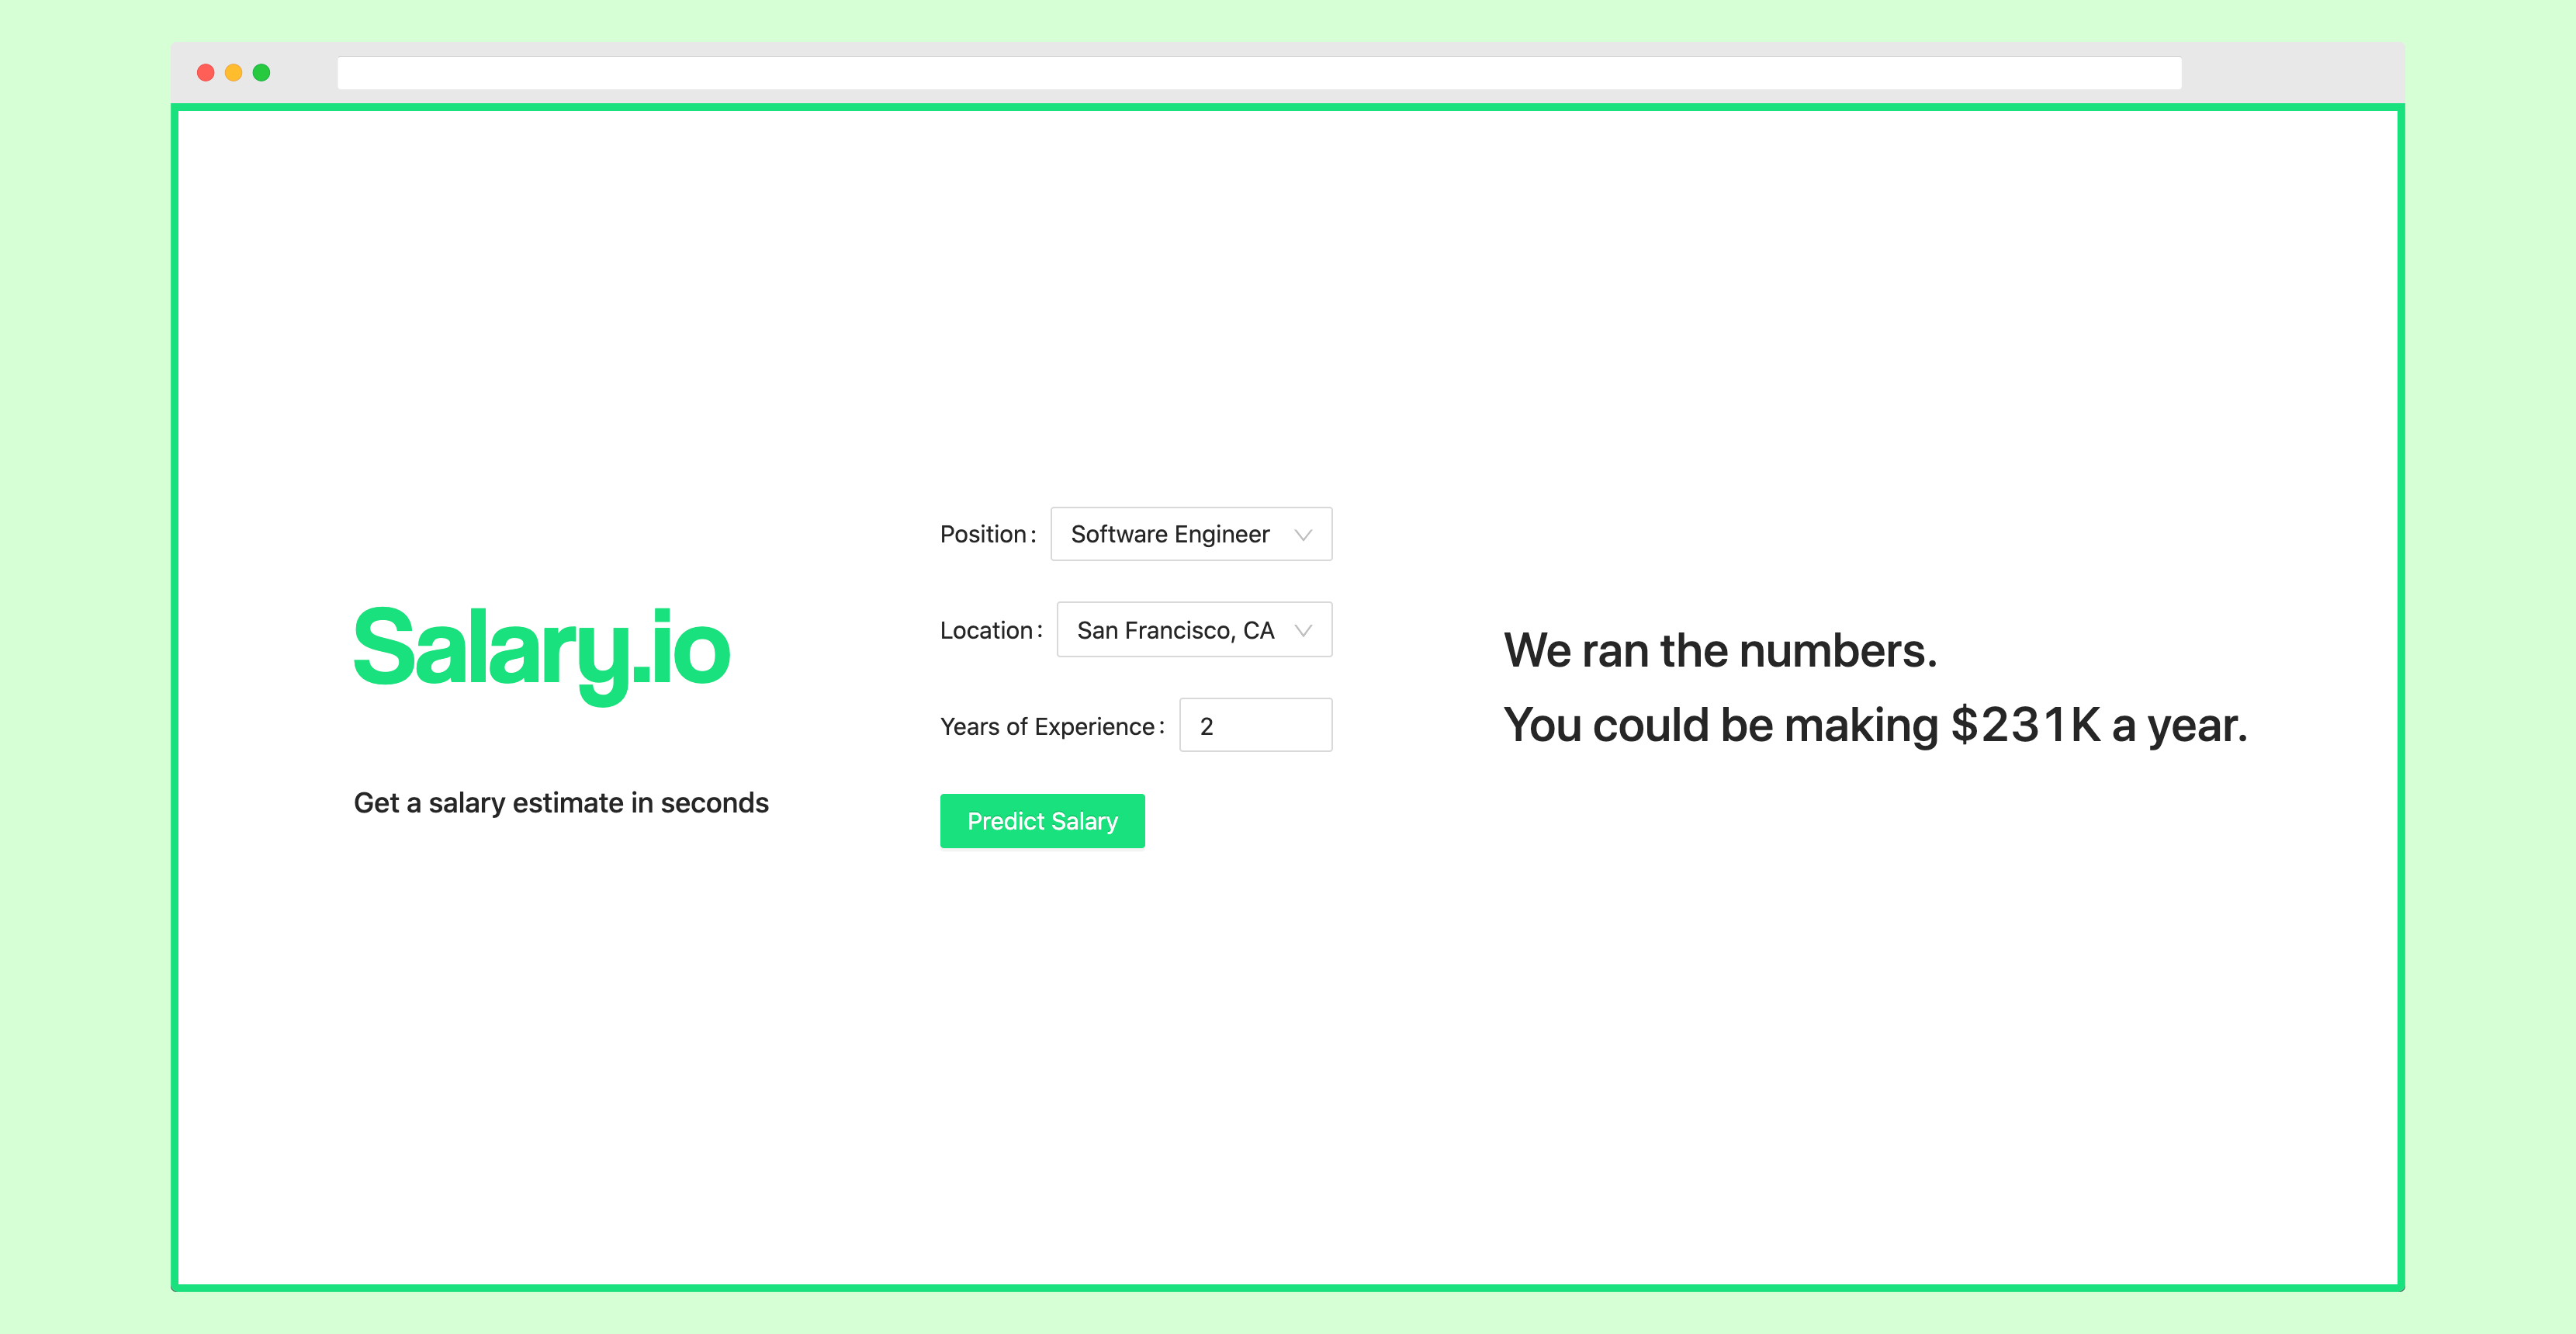 Salary.io
Get a salary estimate in seconds
Position: Software Engineer
Location: San Francisco, CA
Years of Experience: 2
Predict Salary
We ran the numbers.
You could be making $231K a year.